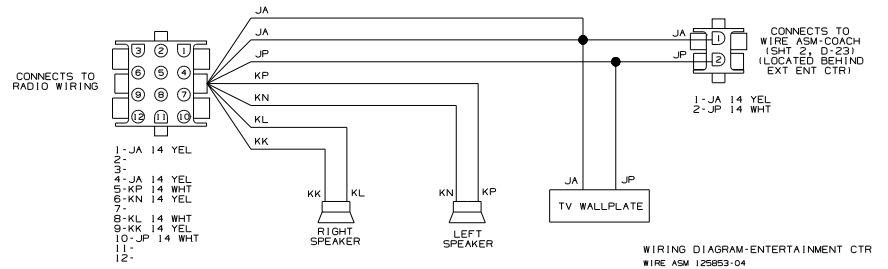 JA
JA
JP
KP
KN
KL
KK
JA
JP
3 2 1
6 5 4
9 8 7
12 11 10
1
2
CONNECTS TO
RADIO WIRING
CONNECTS TO
WIRE ASM-COACH
(SHT 2, D-23)
(LOCATED BEHIND
EXT ENT CTR)
1-JA 14 YEL
2-JP 14 WHT
1-JA 14 YEL
2-
3-
4-JA 14 YEL
5-KP 14 WHT
6-KN 14 YEL
7-
8-KL 14 WHT
9-KK 14 YEL
10-JP 14 WHT
11-
12-
KK KL
RIGHT
SPEAKER
KN KP
LEFT
SPEAKER
JA JP
TV WALLPLATE
WIRING DIAGRAM-ENTERTAINMENT CTR
WIRE ASM 125853-04